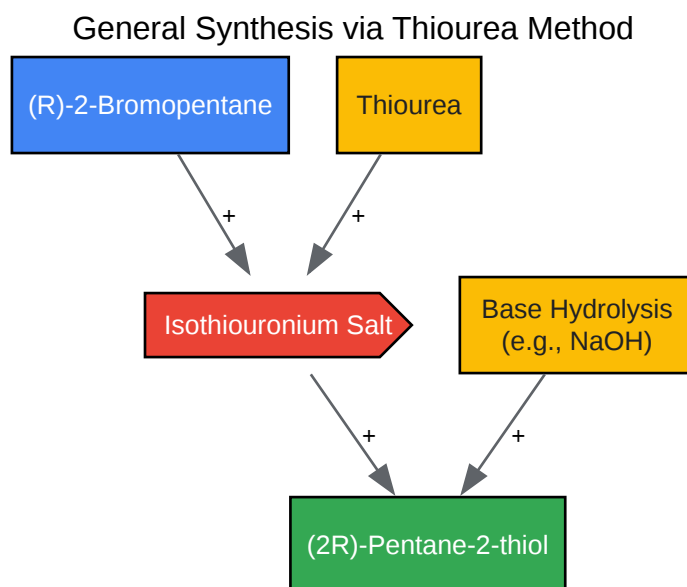 General Synthesis via Thiourea Method
(R)-2-Bromopentane
Thiourea
+
+
Isothiouronium Salt
Base Hydrolysis
(e.g., NaOH)
+
+
(2R)-Pentane-2-thiol